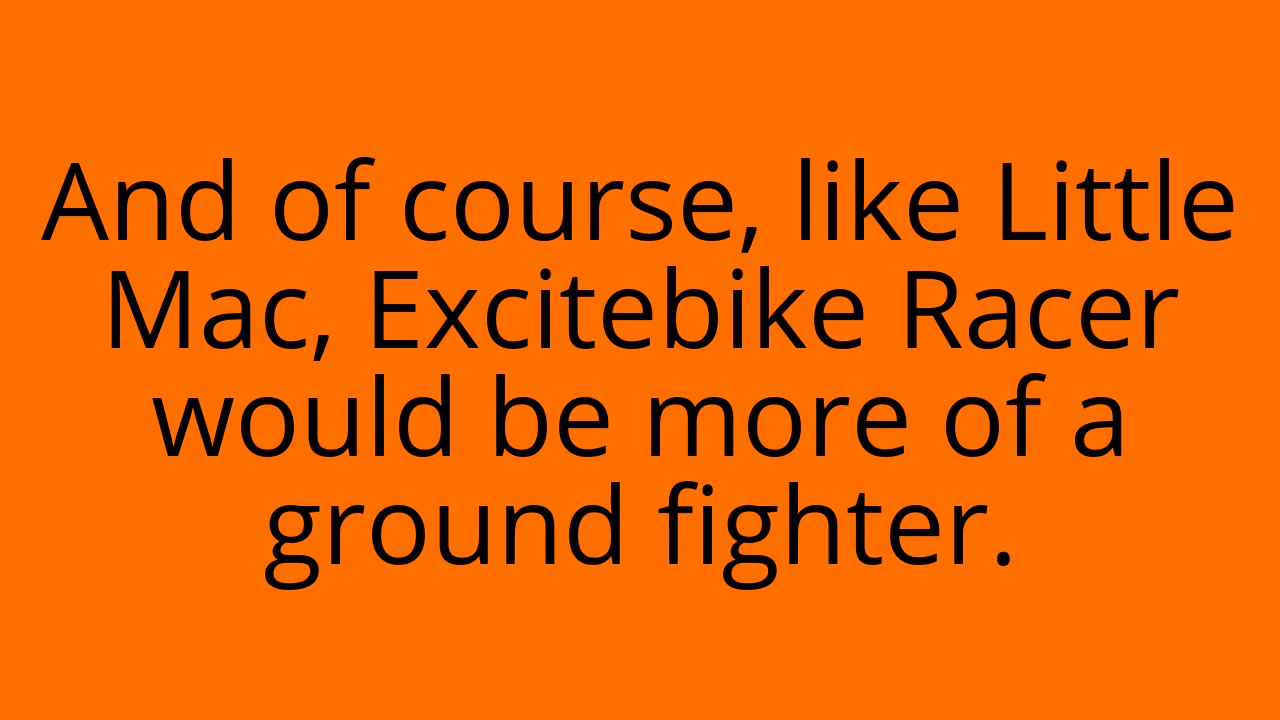 And of course, like Little
Mac, Excitebike Racer
would be more of a
ground fighter.